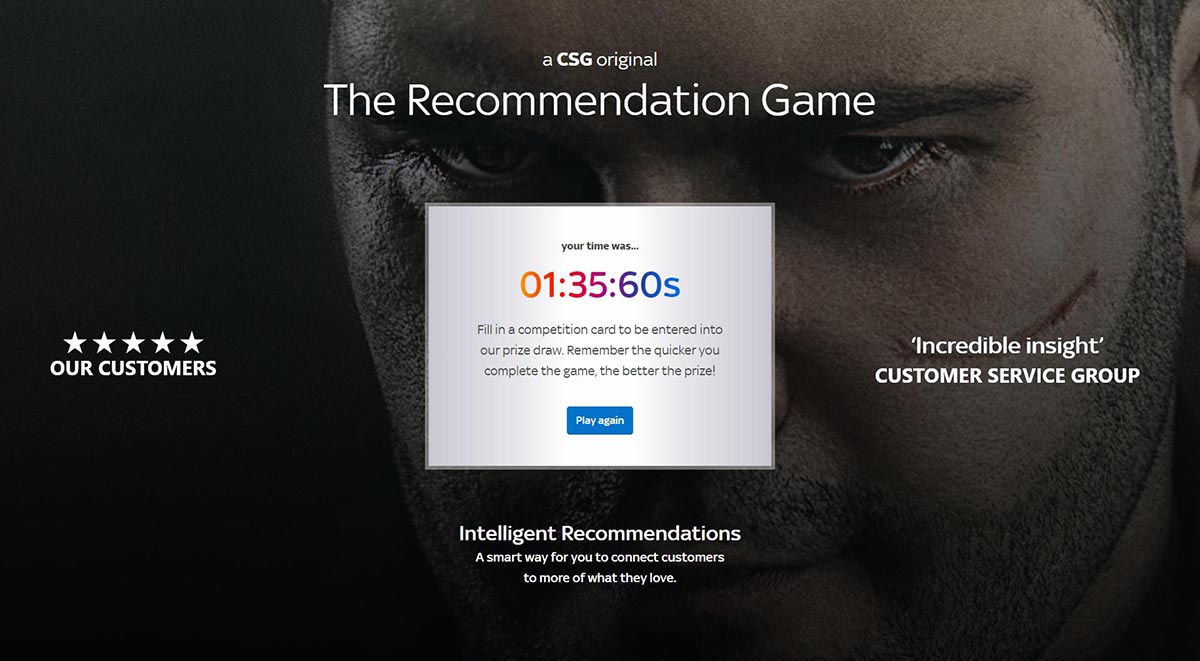 a CSG original
The Recommendation Game
your time was...
01:35:60s
Fill in a competition card to be entered into
our prize draw. Remember the quicker you
complete the game, the better the prize!
Play again
★★★★★
OUR CUSTOMERS
‘Incredible insight’
CUSTOMER SERVICE GROUP
Intelligent Recommendations
A smart way for you to connect customers
to more of what they love.